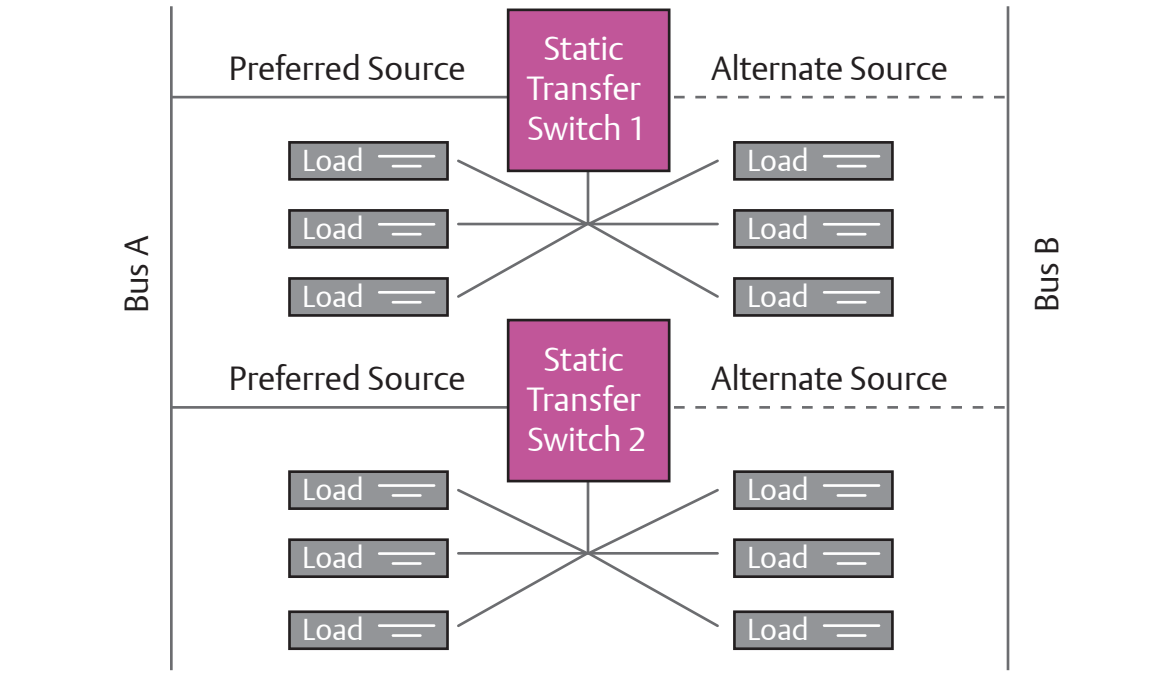 Preferred Source
Static
Transfer
Switch 1
Alternate Source
Load
Load
Load
Load
Load
Load
Bus A
Bus B
Preferred Source
Static
Transfer
Switch 2
Alternate Source
Load
Load
Load
Load
Load
Load